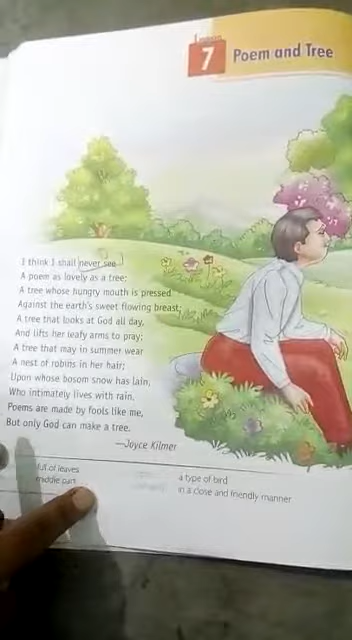 Lesson
7
Poem and Tree
I think I shall never see
A poem as lovely as a tree;
A tree whose hungry mouth is pressed
Against the earth's sweet flowing breast;
A tree that looks at God all day,
And lifts her leafy arms to pray;
A tree that may in summer wear
A nest of robins in her hair;
Upon whose bosom snow has lain,
Who intimately lives with rain.
Poems are made by fools like me,
But only God can make a tree.
—Joyce Kilmer
full of leaves
a type of bird
middle part
in a close and friendly manner